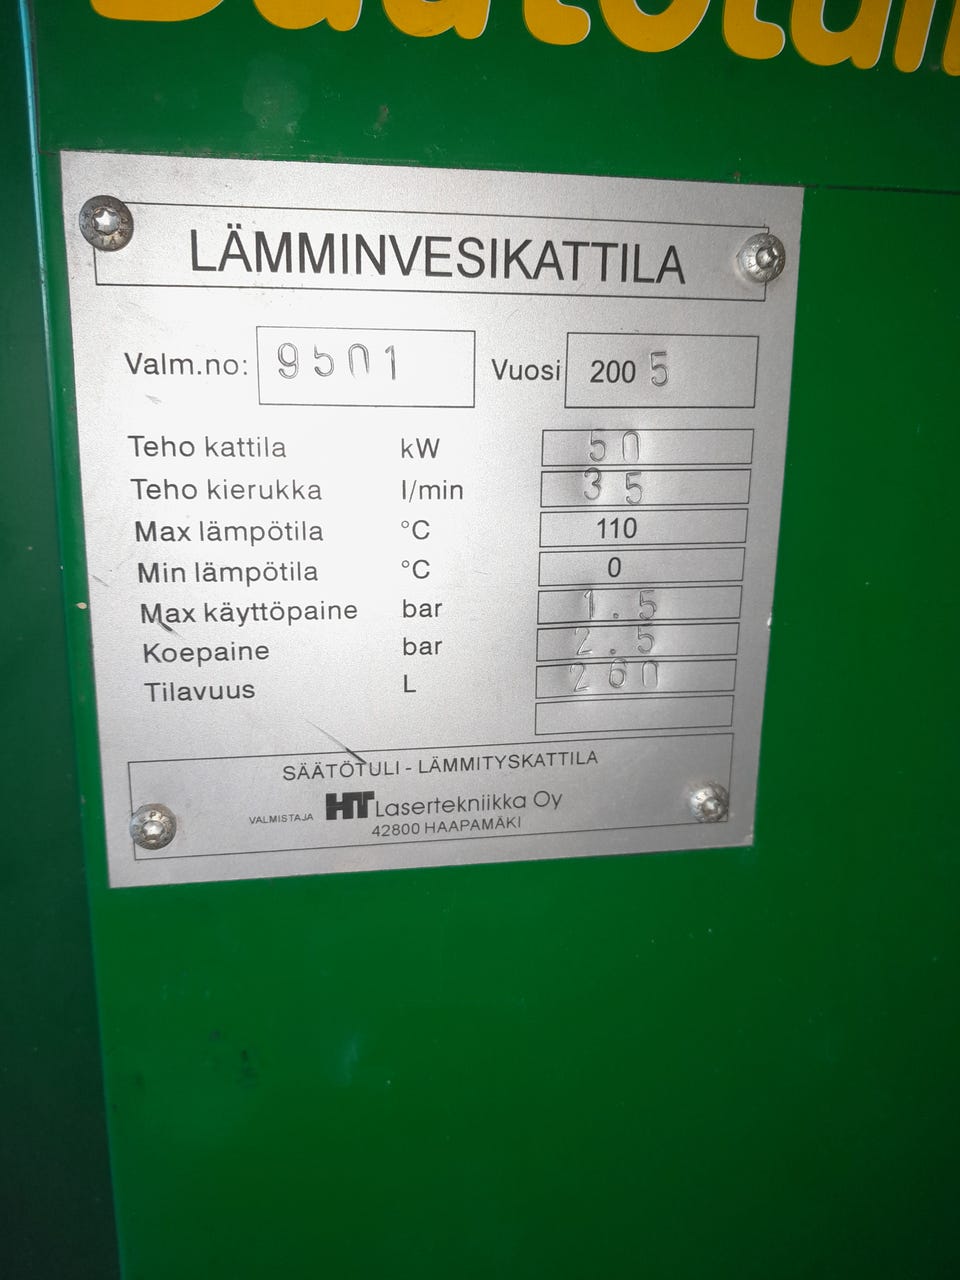 Säätötuli
LÄMMINVESIKATTILA
Valm.no: 9501 Vuosi 2005
Teho kattila kW 50
Teho kierukka l/min 35
Max lämpötila °C 110
Min lämpötila °C 0
Max käyttöpaine bar 1.5
Koepaine bar 2.5
Tilavuus L 260
SÄÄTÖTULI - LÄMMITYSKATTILA
VALMISTAJA HT Lasertekniikka Oy
42800 HAAPAMÄKI